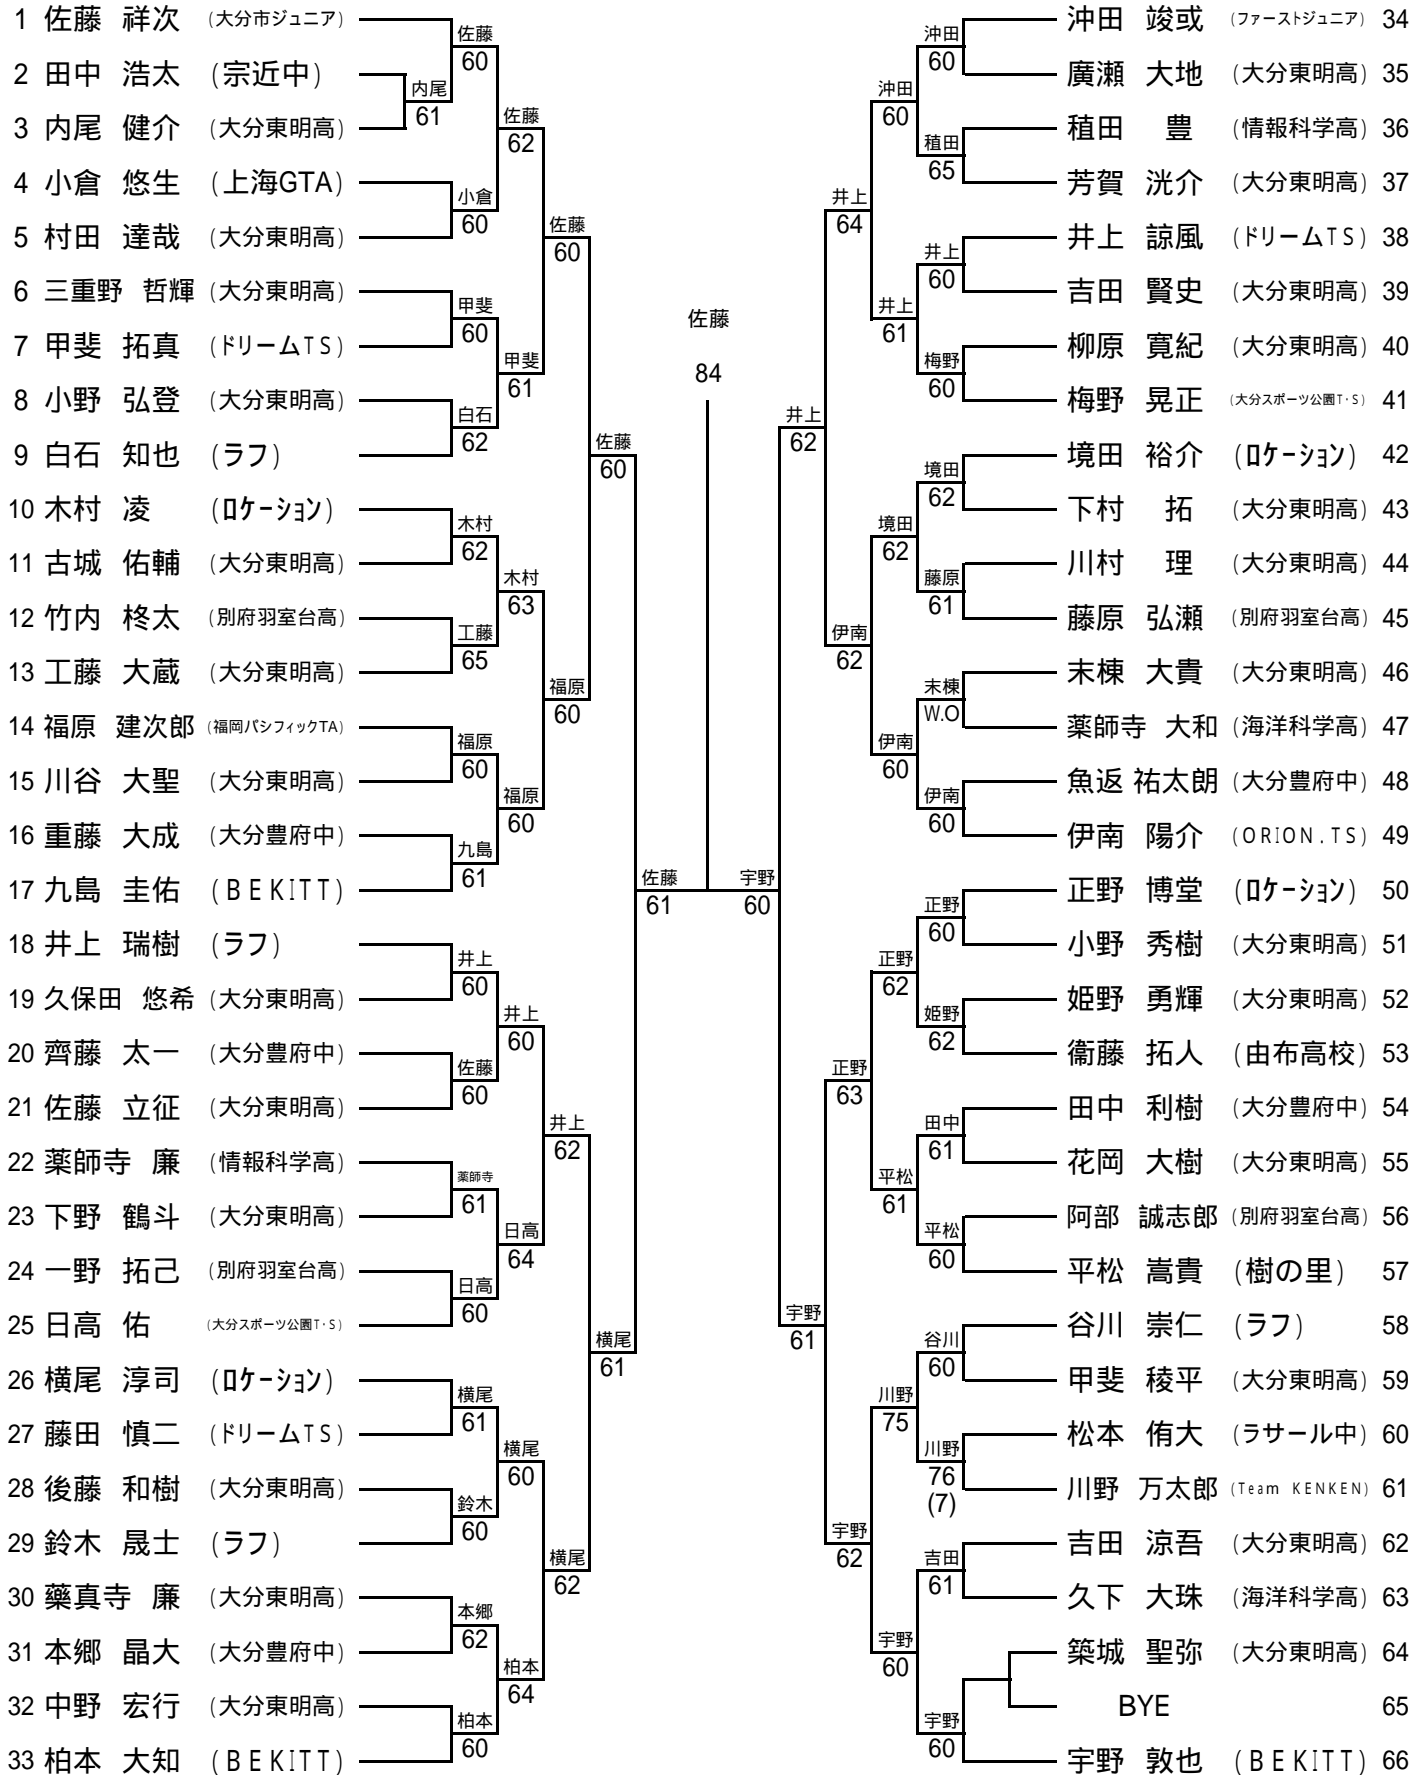 1 佐藤 祥次 (大分市ジュニア)
2 田中 浩太 (宗近中)
3 内尾 健介 (大分東明高)
4 小倉 悠生 (上海GTA)
5 村田 達哉 (大分東明高)
6 三重野 哲輝 (大分東明高)
7 甲斐 拓真 (ドリームTS)
8 小野 弘登 (大分東明高)
9 白石 知也 (ラフ)
10 木村 凌 (ロケーション)
11 古城 佑輔 (大分東明高)
12 竹内 柊太 (別府羽室台高)
13 工藤 大蔵 (大分東明高)
14 福原 建次郎 (福岡パシフィックTA)
15 川谷 大聖 (大分東明高)
16 重藤 大成 (大分豊府中)
17 九島 圭佑 (BEKITT)
18 井上 瑞樹 (ラフ)
19 久保田 悠希 (大分東明高)
20 齊藤 太一 (大分豊府中)
21 佐藤 立征 (大分東明高)
22 薬師寺 廉 (情報科学高)
23 下野 鶴斗 (大分東明高)
24 一野 拓己 (別府羽室台高)
25 日高 佑 (大分スポーツ公園T・S)
26 横尾 淳司 (ロケーション)
27 藤田 慎二 (ドリームTS)
28 後藤 和樹 (大分東明高)
29 鈴木 晟士 (ラフ)
30 藥真寺 廉 (大分東明高)
31 本郷 晶大 (大分豊府中)
32 中野 宏行 (大分東明高)
33 柏本 大知 (BEKITT)
内尾
61
佐藤
60
小倉
60
甲斐
60
白石
62
木村
62
工藤
65
福原
60
九島
61
井上
60
佐藤
60
薬師寺
61
日高
60
横尾
61
鈴木
60
本郷
62
柏本
60
佐藤
62
甲斐
61
木村
63
福原
60
井上
60
日高
64
横尾
60
柏本
64
佐藤
60
福原
60
井上
62
横尾
62
佐藤
60
横尾
61
佐藤
61
佐藤
84
宇野
60
井上
62
宇野
61
井上
64
伊南
62
正野
63
宇野
62
沖田
60
井上
61
境田
62
伊南
60
正野
62
平松
61
川野
75
宇野
60
沖田
60
稙田
65
井上
60
梅野
60
境田
62
藤原
61
末棟
W.O
伊南
60
正野
60
姫野
62
田中
61
平松
60
谷川
60
川野
76
(7)
吉田
61
宇野
60
沖田 竣或 (ファーストジュニア) 34
廣瀬 大地 (大分東明高) 35
稙田 豊 (情報科学高) 36
芳賀 洸介 (大分東明高) 37
井上 諒風 (ドリームTS) 38
吉田 賢史 (大分東明高) 39
柳原 寛紀 (大分東明高) 40
梅野 晃正 (大分スポーツ公園T・S) 41
境田 裕介 (ロケーション) 42
下村 拓 (大分東明高) 43
川村 理 (大分東明高) 44
藤原 弘瀬 (別府羽室台高) 45
末棟 大貴 (大分東明高) 46
薬師寺 大和 (海洋科学高) 47
魚返 祐太朗 (大分豊府中) 48
伊南 陽介 (ORION.TS) 49
正野 博堂 (ロケーション) 50
小野 秀樹 (大分東明高) 51
姫野 勇輝 (大分東明高) 52
衞藤 拓人 (由布高校) 53
田中 利樹 (大分豊府中) 54
花岡 大樹 (大分東明高) 55
阿部 誠志郎 (別府羽室台高) 56
平松 嵩貴 (樹の里) 57
谷川 崇仁 (ラフ) 58
甲斐 稜平 (大分東明高) 59
松本 侑大 (ラサール中) 60
川野 万太郎 (Team KENKEN) 61
吉田 涼吾 (大分東明高) 62
久下 大珠 (海洋科学高) 63
築城 聖弥 (大分東明高) 64
BYE 65
宇野 敦也 (BEKITT) 66